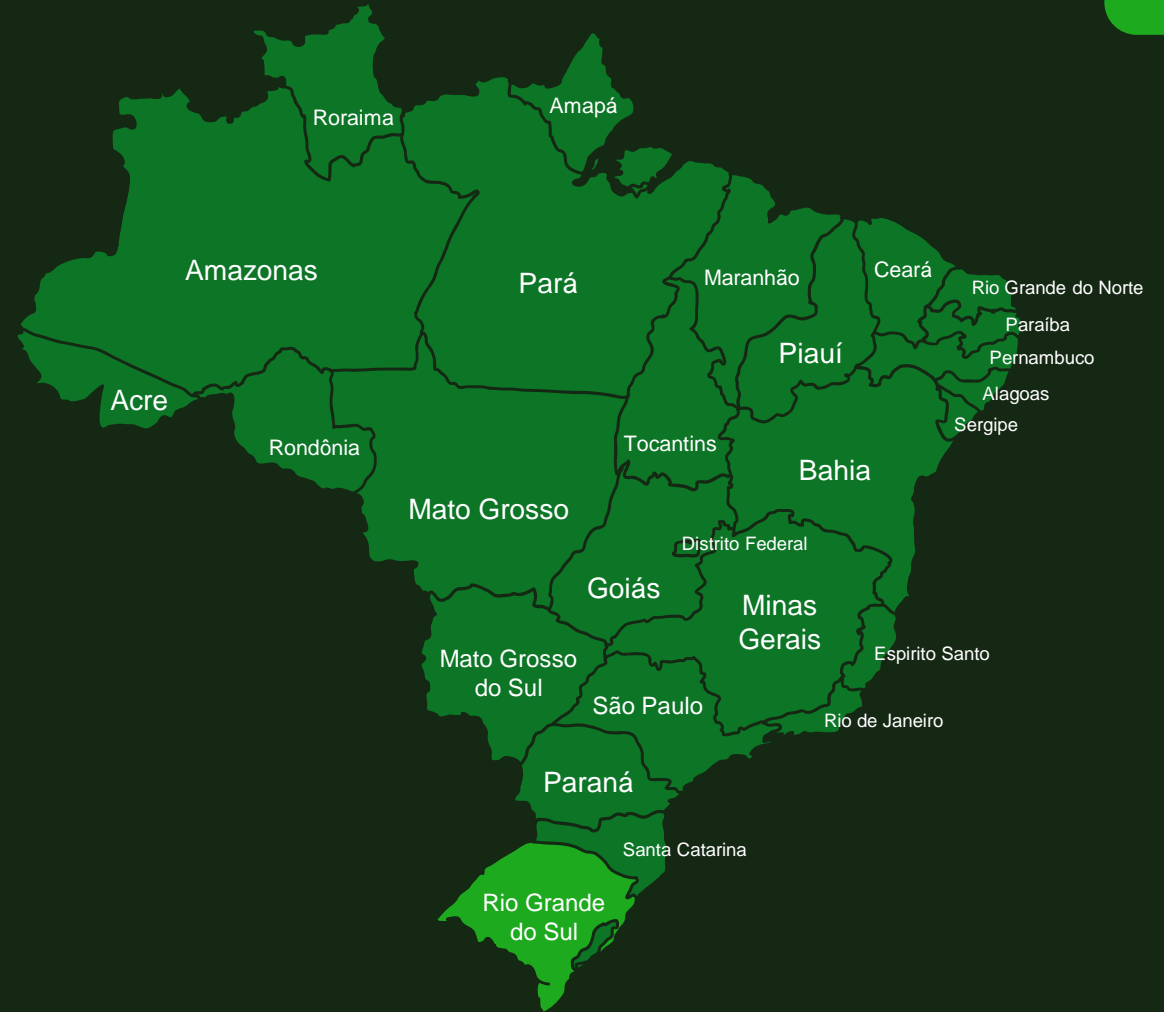 Amapá
Roraima
Amazonas
Pará
Maranhão
Ceará
Rio Grande do Norte
Paraíba
Piauí
Pernambuco
Alagoas
Acre
Sergipe
Rondônia
Tocantins
Bahia
Mato Grosso
Distrito Federal
Goiás
Minas
Gerais
Espirito Santo
Mato Grosso
do Sul
São Paulo
Rio de Janeiro
Paraná
Santa Catarina
Rio Grande
do Sul